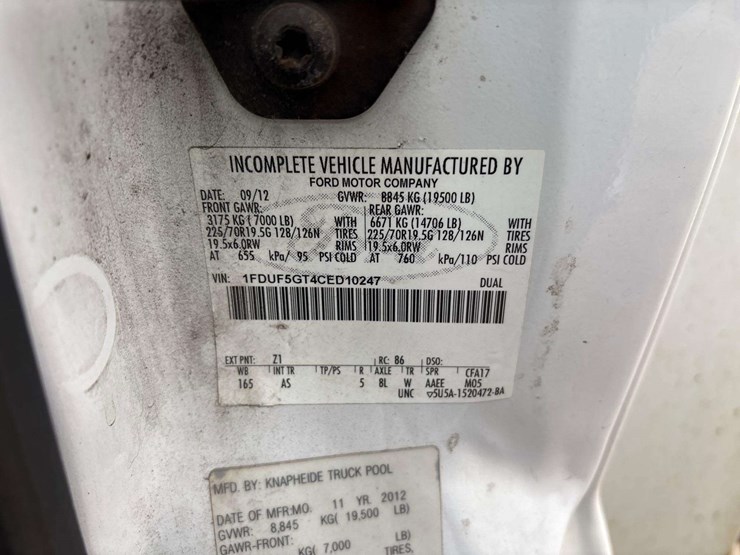 INCOMPLETE VEHICLE MANUFACTURED BY
FORD MOTOR COMPANY
DATE: 09/12 GVWR: 8845 KG (19500 LB)
FRONT GAWR: REAR GAWR:
3175 KG (7000 LB) WITH 6671 KG (14706 LB) WITH
225/70R19.5G 128/126N TIRES 225/70R19.5G 128/126N TIRES
19.5x6.0RW RIMS 19.5x6.0RW RIMS
AT 655 kPa/ 95 PSI COLD AT 760 kPa/110 PSI COLD
VIN: 1FDUF5GT4CED10247 DUAL
EXT PNT: Z1 RC: 86 DSO:
WB INT TR TP/PS R AXLE TR SPR CFA17
165 AS 5 8L W AAEE M05
UNC ▽5U5A-1520472-BA
MFD. BY: KNAPHEIDE TRUCK POOL
DATE OF MFR:MO. 11 YR. 2012
GVWR: 8,845 KG( 19,500 LB)
GAWR-FRONT: KG( 7,000 LB)
TIRES,